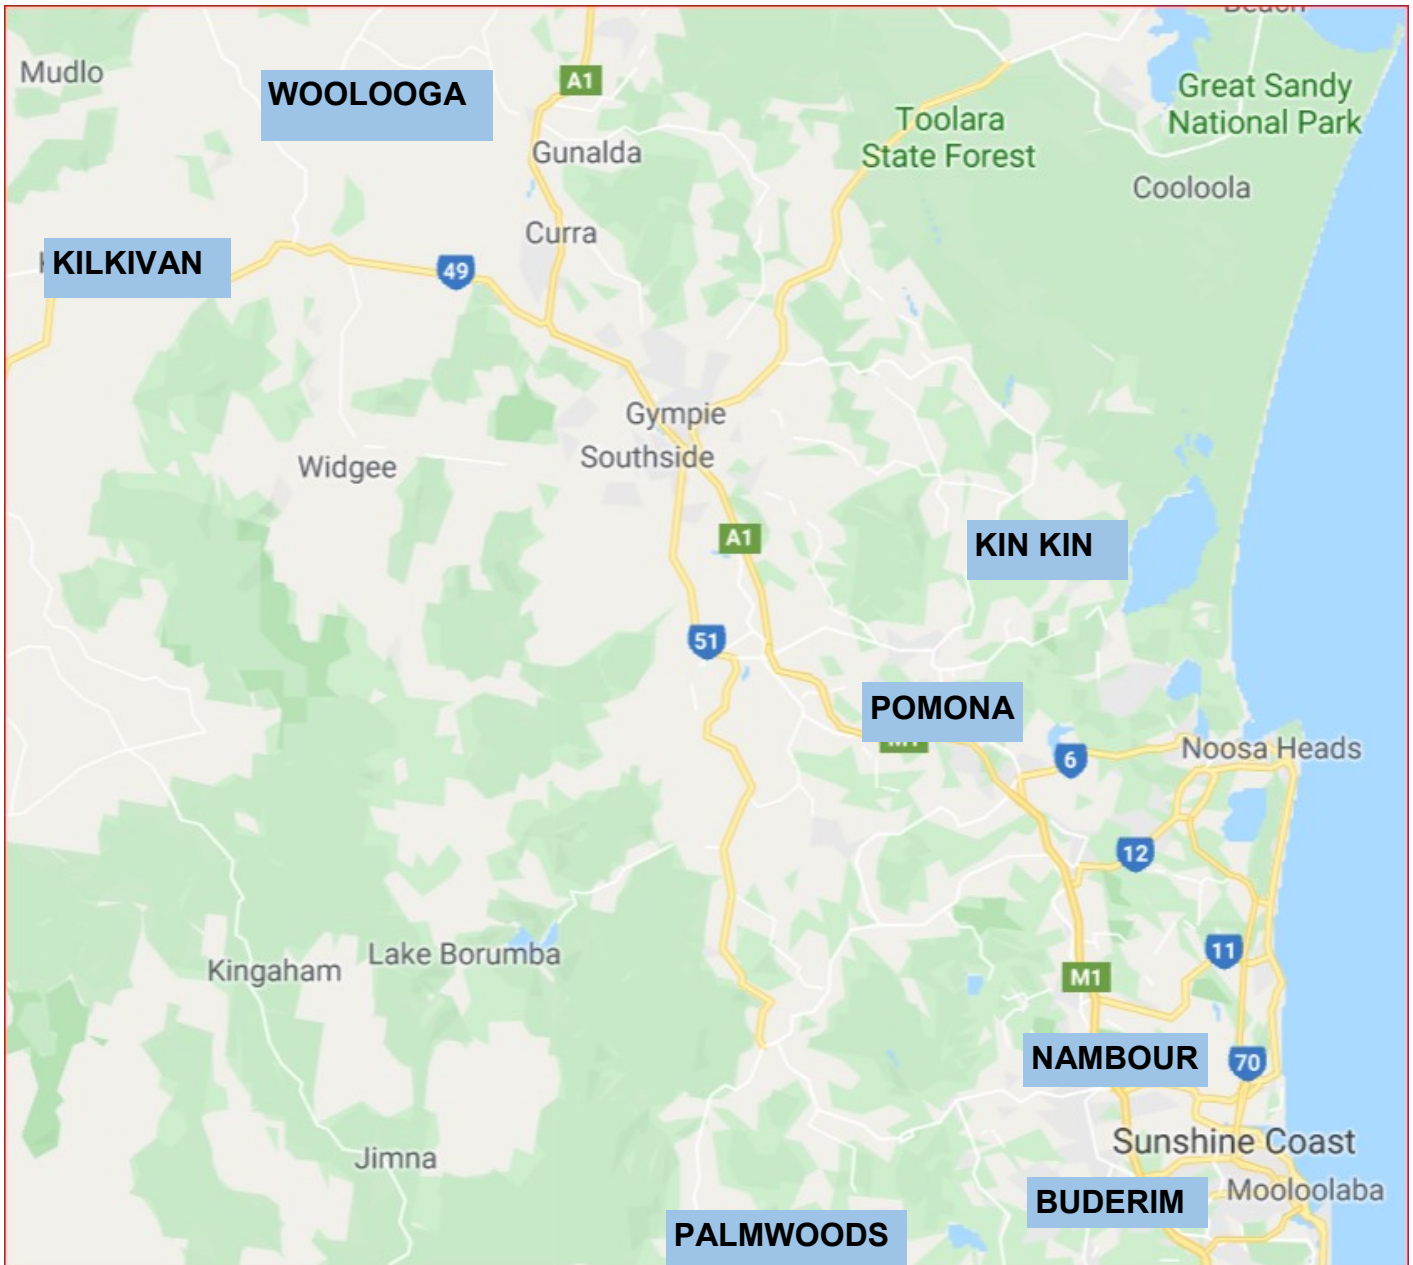 Mudlo
WOOLOOGA
A1
Gunalda
Toolara
State Forest
Great Sandy
National Park
Cooloola
Curra
KILKIVAN
49
Gympie
Southside
Widgee
A1
KIN KIN
51
POMONA
6
Noosa Heads
12
Lake Borumba
Kingaham
11
M1
NAMBOUR
70
Sunshine Coast
Jimna
BUDERIM
Mooloolaba
PALMWOODS